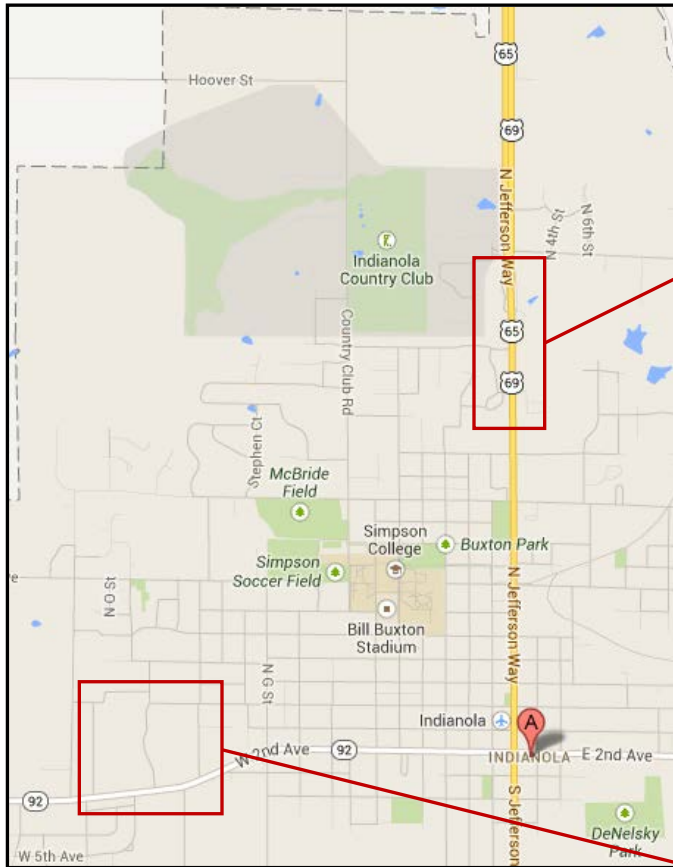 65
Hoover St
69
N Jefferson Way
N 4th St
N 6th St
Indianola
Country Club
Country Club Rd
65
69
Stephen Ct
McBride
Field
Simpson
College
Buxton Park
Simpson
Soccer Field
N O St
Bill Buxton
Stadium
N Jefferson Way
N G St
Indianola
A
W 2nd Ave
92
INDIANOLA
E 2nd Ave
92
S Jefferson
DeNelsky
Park
W 5th Ave